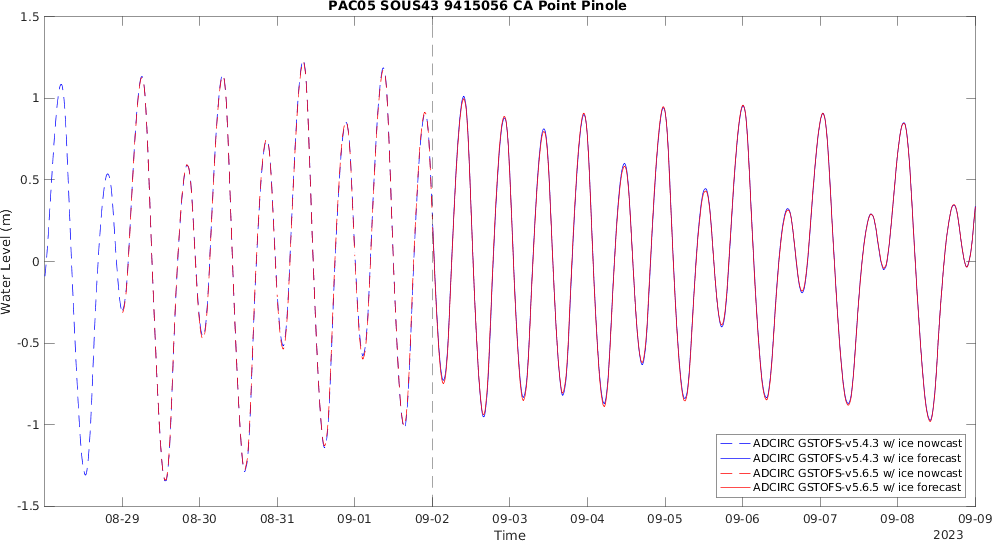 PAC05 SOUS43 9415056 CA Point Pinole
Water Level (m)
1.5
1
0.5
0
-0.5
-1
-1.5
08-29
08-30
08-31
09-01
09-02
09-03
09-04
09-05
09-06
09-07
09-08
09-09
Time
2023
ADCIRC GSTOFS-v5.4.3 w/ ice nowcast
ADCIRC GSTOFS-v5.4.3 w/ ice forecast
ADCIRC GSTOFS-v5.6.5 w/ ice nowcast
ADCIRC GSTOFS-v5.6.5 w/ ice forecast